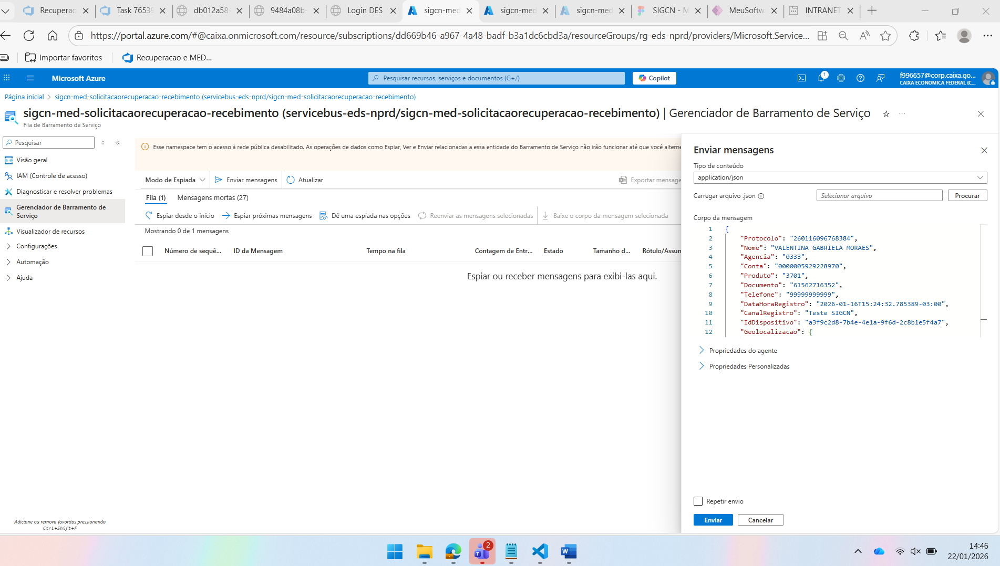 Recuperac
Task 76539
db012a58-
9484a08b-
Login DES
sigcn-med
sigcn-med
sigcn-med
SIGCN - M
MeuSoftw
INTRANET
https://portal.azure.com/#@caixa.onmicrosoft.com/resource/subscriptions/dd669b46-a967-4a48-badf-b3a1dc6cbd3a/resourceGroups/rg-eds-nprd/providers/Microsoft.Service...
Importar favoritos
Recuperacao e MED...
Microsoft Azure
Pesquisar recursos, serviços e documentos (G+/)
Copilot
1
f996657@corp.caixa.go...
CAIXA ECONOMICA FEDERAL (C...
Página inicial > sigcn-med-solicitacaorecuperacao-recebimento (servicebus-eds-nprd/sigcn-med-solicitacaorecuperacao-recebimento)
sigcn-med-solicitacaorecuperacao-recebimento (servicebus-eds-nprd/sigcn-med-solicitacaorecuperacao-recebimento) | Gerenciador de Barramento de Serviço
Fila de Barramento de Serviço
Pesquisar
Visão geral
IAM (Controle de acesso)
Diagnosticar e resolver problemas
Gerenciador de Barramento de
Serviço
Visualizador de recursos
Configurações
Automação
Ajuda
Adicione ou remova favoritos pressionando
Ctrl+Shift+F
Esse namespace tem o acesso à rede pública desabilitado. As operações de dados como Espiar, Ver e Enviar relacionadas a essa entidade do Barramento de Serviço não irão funcionar até que você alterne
Modo de Espiada
Enviar mensagens
Atualizar
Exportar mensage
Fila (1)
Mensagens mortas (27)
Espiar desde o início
Espiar próximas mensagens
Dê uma espiada nas opções
Reenviar as mensagens selecionadas
Baixe o corpo da mensagem selecionada
Mostrando 0 de 1 mensagens
Número de sequê...
ID da Mensagem
Tempo na fila
Contagem de Entr...
Estado
Tamanho d...
Rótulo/Assun
Espiar ou receber mensagens para exibi-las aqui.
Enviar mensagens
Tipo de conteúdo
application/json
Carregar arquivo .json
Selecionar arquivo
Procurar
Corpo da mensagem
1 {
2 "Protocolo": "260116096768384",
3 "Nome": "VALENTINA GABRIELA MORAES",
4 "Agencia": "0333",
5 "Conta": "0000005929228970",
6 "Produto": "3701",
7 "Documento": "61562716352",
8 "Telefone": "99999999999",
9 "DataHoraRegistro": "2026-01-16T15:24:32.785389-03:00",
10 "CanalRegistro": "Teste SIGCN",
11 "IdDispositivo": "a3f9c2d8-7b4e-4e1a-9f6d-2c8b1e5f4a7",
12 "Geolocalizacao": {
Propriedades do agente
Propriedades Personalizadas
Repetir envio
Enviar
Cancelar
2
14:46
22/01/2026